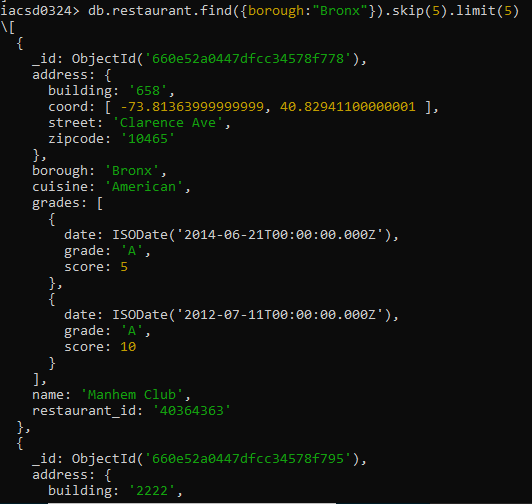 iacsd0324> db.restaurant.find({borough:"Bronx"}).skip(5).limit(5)
\[
  {
    _id: ObjectId('660e52a0447dfcc34578f778'),
    address: {
      building: '658',
      coord: [ -73.81363999999999, 40.82941100000001 ],
      street: 'Clarence Ave',
      zipcode: '10465'
    },
    borough: 'Bronx',
    cuisine: 'American',
    grades: [
      {
        date: ISODate('2014-06-21T00:00:00.000Z'),
        grade: 'A',
        score: 5
      },
      {
        date: ISODate('2012-07-11T00:00:00.000Z'),
        grade: 'A',
        score: 10
      }
    ],
    name: 'Manhem Club',
    restaurant_id: '40364363'
  },
  {
    _id: ObjectId('660e52a0447dfcc34578f795'),
    address: {
      building: '2222',